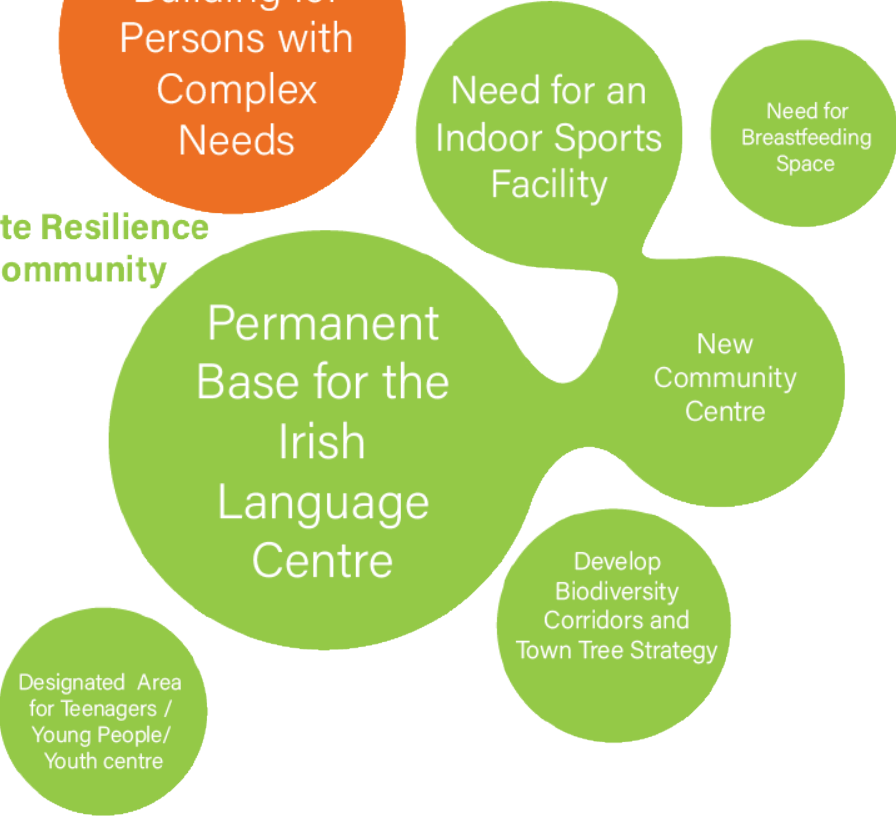 Building for
Persons with
Complex
Needs
Need for an
Indoor Sports
Facility
Need for
Breastfeeding
Space
te Resilience
ommunity
Permanent
Base for the
Irish
Language
Centre
New
Community
Centre
Develop
Biodiversity
Corridors and
Town Tree Strategy
Designated Area
for Teenagers /
Young People/
Youth centre